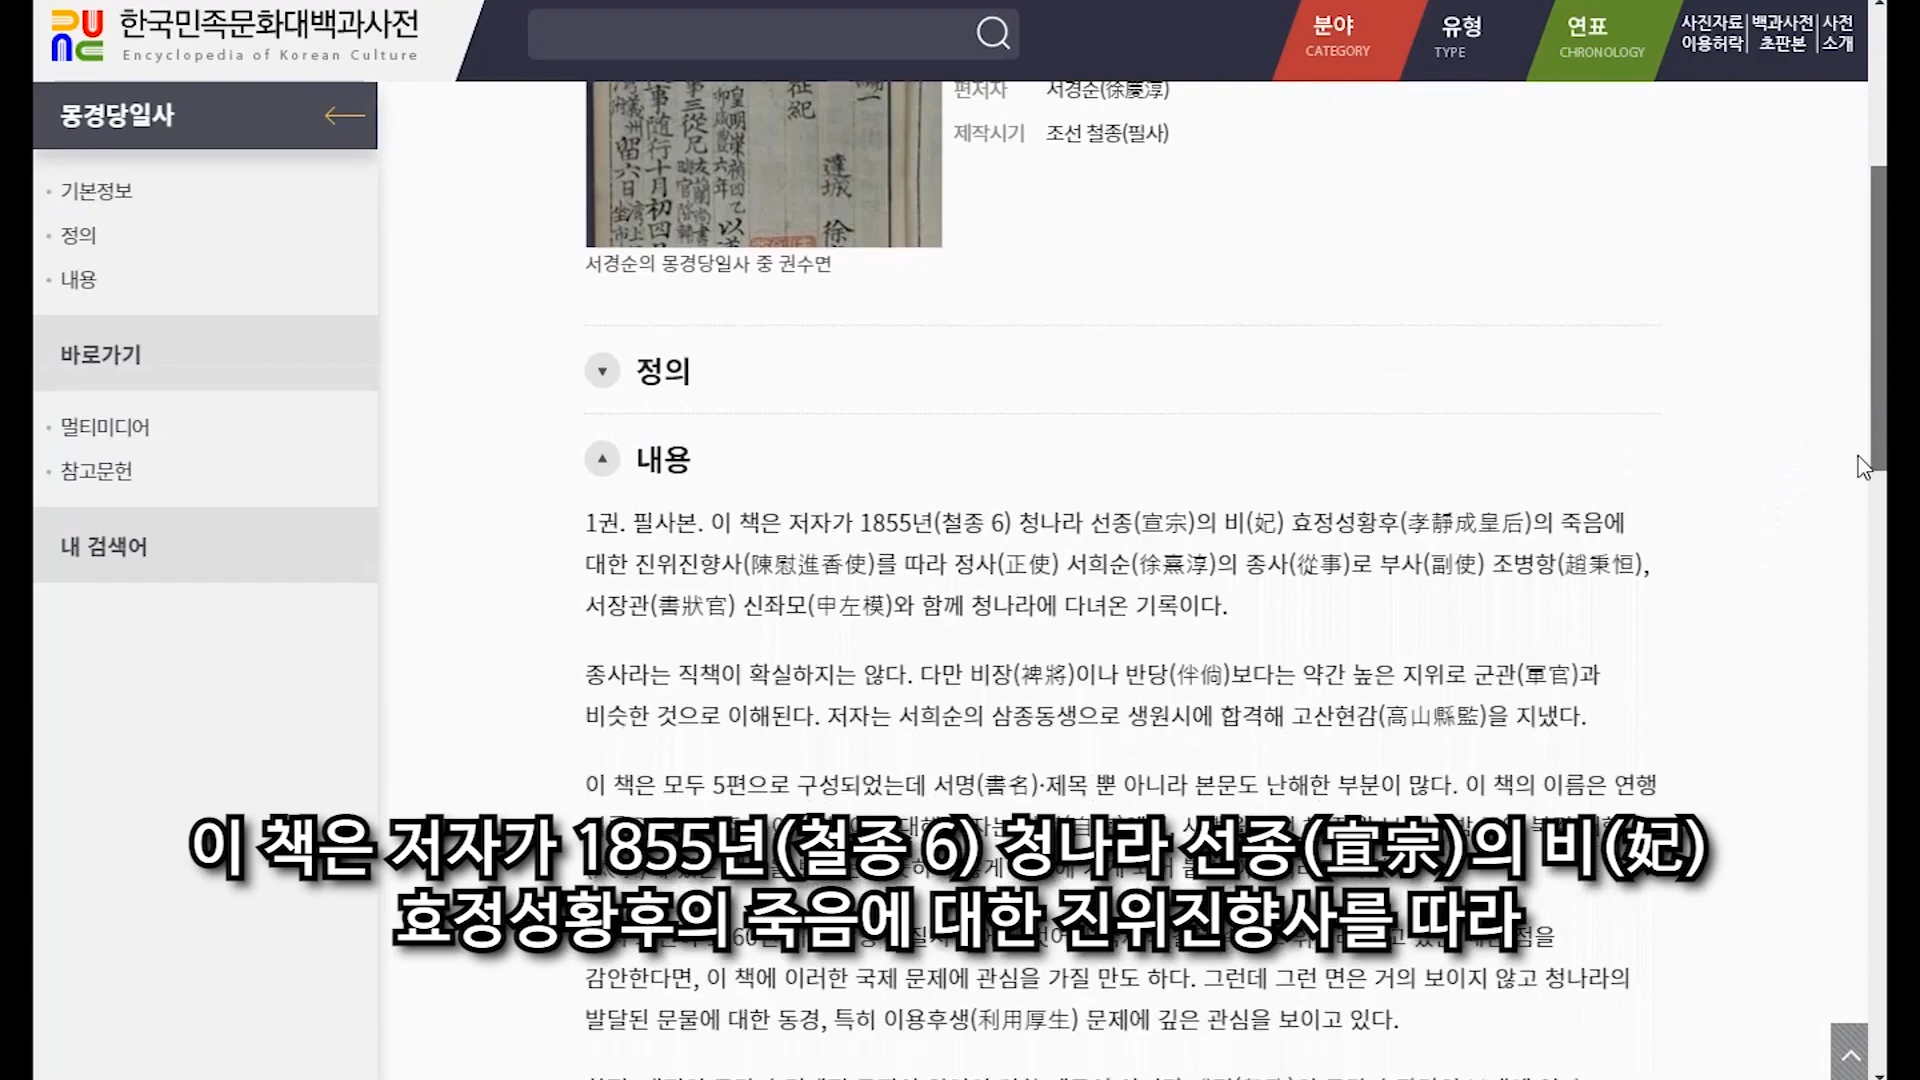 한국민족문화대백과사전
Encyclopedia of Korean Culture
분야
CATEGORY
유형
TYPE
연표
CHRONOLOGY
사진자료
이용허락
백과사전
초판본
사전
소개
몽경당일사
기본정보
정의
내용
바로가기
멀티미디어
참고문헌
내 검색어
편저자 서경순(徐慶淳)
제작시기 조선 철종(필사)
서경순의 몽경당일사 중 권수면
정의
내용
1권. 필사본. 이 책은 저자가 1855년(철종 6) 청나라 선종(宣宗)의 비(妃) 효정성황후(孝靜成皇后)의 죽음에
대한 진위진향사(陳慰進香使)를 따라 정사(正使) 서희순(徐熹淳)의 종사(從事)로 부사(副使) 조병항(趙秉恒),
서장관(書狀官) 신좌모(申左模)와 함께 청나라에 다녀온 기록이다.
종사라는 직책이 확실하지는 않다. 다만 비장(裨將)이나 반당(伴倘)보다는 약간 높은 지위로 군관(軍官)과
비슷한 것으로 이해된다. 저자는 서희순의 삼종동생으로 생원시에 합격해 고산현감(高山縣監)을 지냈다.
이 책은 모두 5편으로 구성되었는데 서명(書名)·제목 뿐 아니라 본문도 난해한 부분이 많다. 이 책의 이름은 연행
이 책은 저자가 1855년(철종 6) 청나라 선종(宣宗)의 비(妃)
효정성황후의 죽음에 대한 진위진향사를 따라
점을
감안한다면, 이 책에 이러한 국제 문제에 관심을 가질 만도 하다. 그런데 그런 면은 거의 보이지 않고 청나라의
발달된 문물에 대한 동경, 특히 이용후생(利用厚生) 문제에 깊은 관심을 보이고 있다.